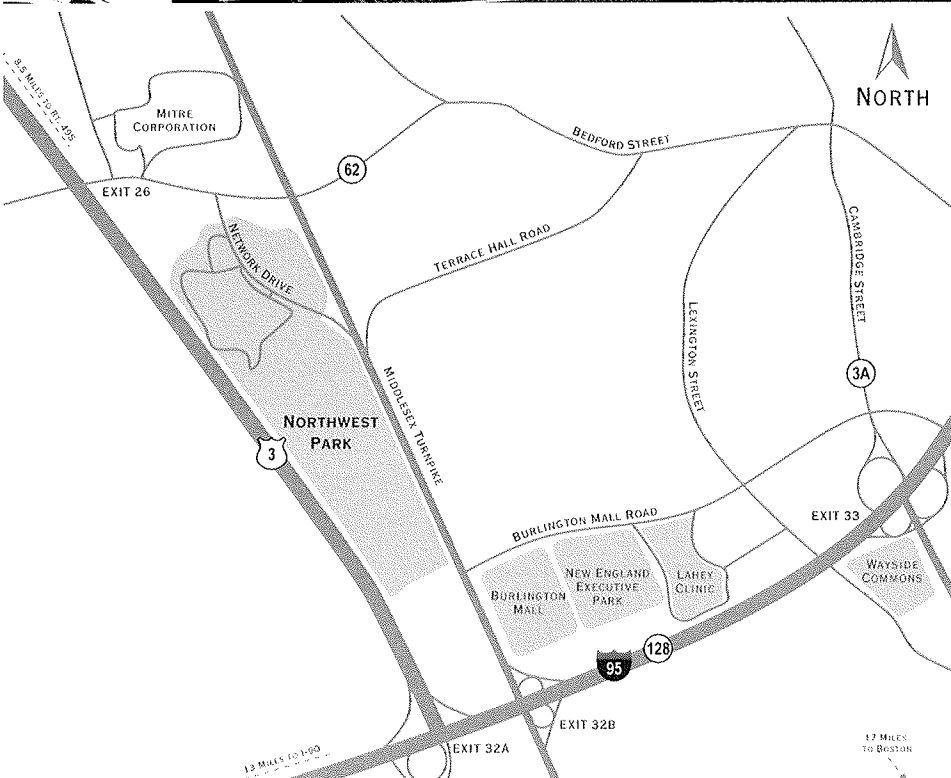 8.5 MILES TO RT. 495
MITRE
CORPORATION
NORTH
BEDFORD STREET
62
EXIT 26
NETWORK DRIVE
TERRACE HALL ROAD
CAMBRIDGE STREET
LEXINGTON STREET
3A
MIDDLESEX TURNPIKE
NORTHWEST
PARK
3
BURLINGTON MALL ROAD
EXIT 33
BURLINGTON
MALL
NEW ENGLAND
EXECUTIVE
PARK
LAHEY
CLINIC
WAYSIDE
COMMONS
128
95
EXIT 32B
EXIT 32A
13 MILES TO I-90
17 MILES
TO BOSTON